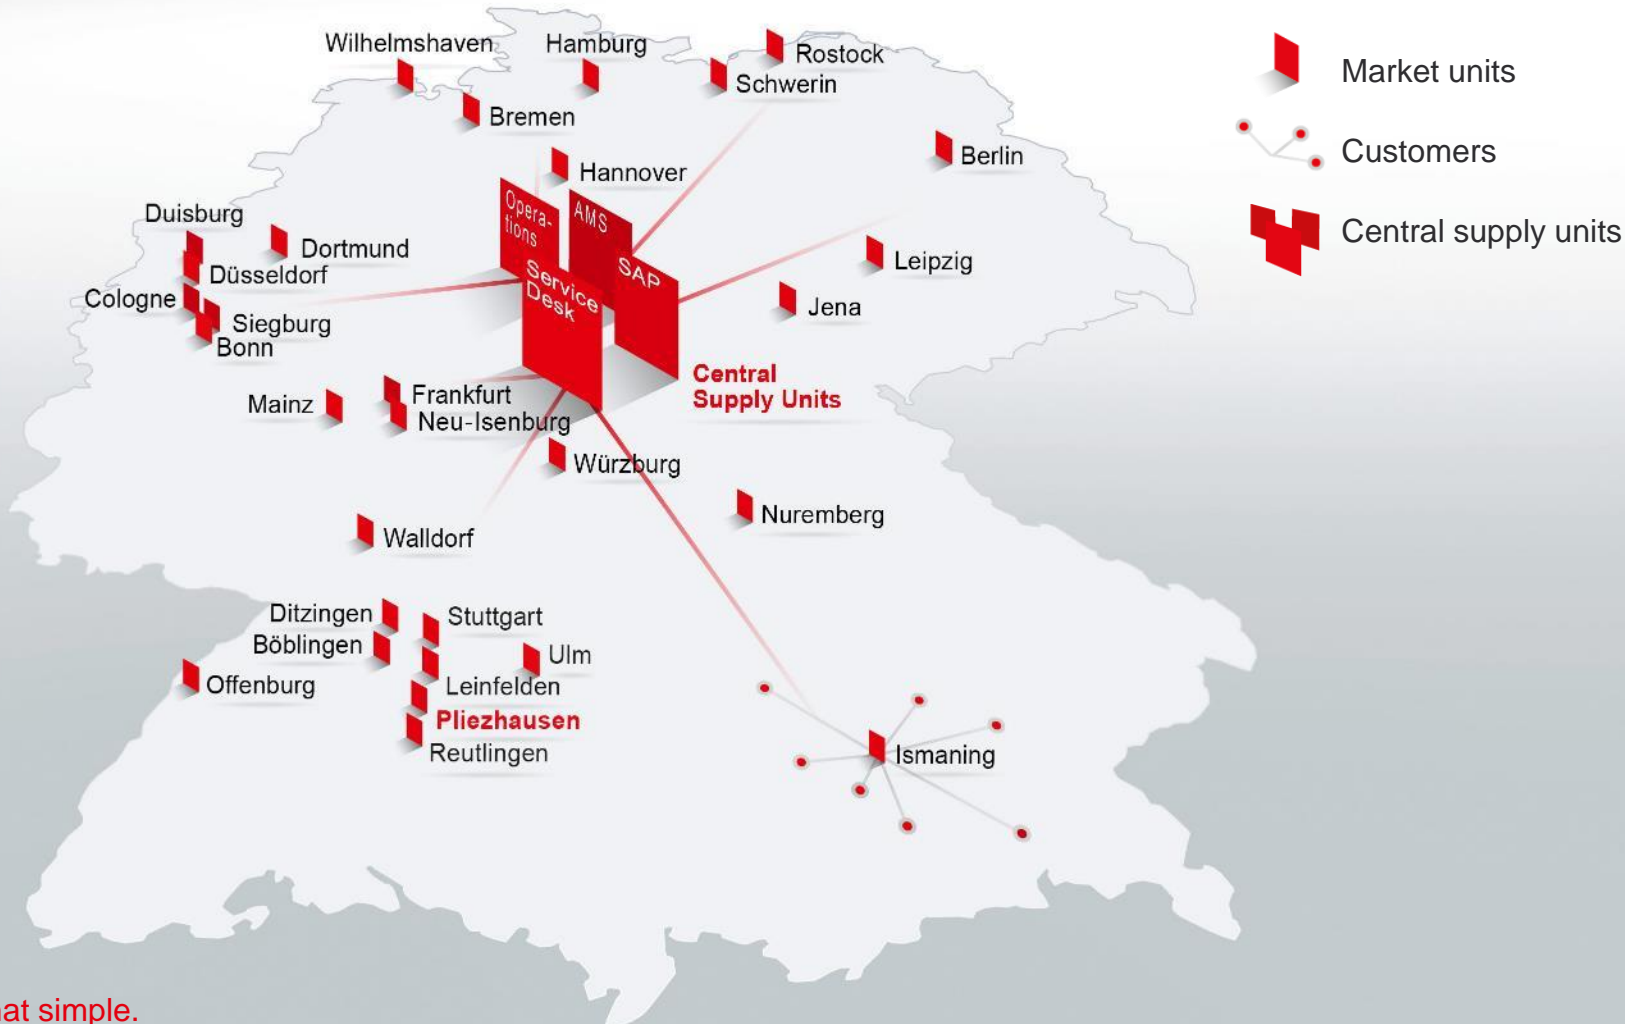 Wilhelmshaven
Hamburg
Rostock
Schwerin
Bremen
Berlin
Hannover
Duisburg
Dortmund
Düsseldorf
Cologne
Siegburg
Bonn
Opera-
tions
AMS
SAP
Service
Desk
Leipzig
Jena
Central
Supply Units
Mainz
Frankfurt
Neu-Isenburg
Würzburg
Nuremberg
Walldorf
Ditzingen
Stuttgart
Böblingen
Ulm
Offenburg
Leinfelden
Pliezhausen
Reutlingen
Ismaning
Market units
Customers
Central supply units
simple.